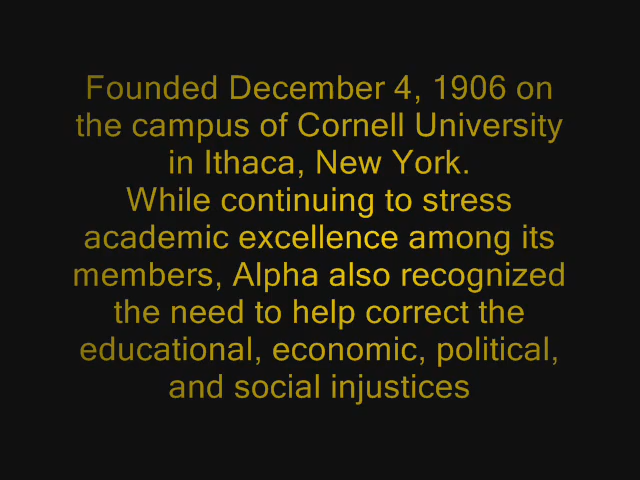 Founded December 4, 1906 on
the campus of Cornell University
in Ithaca, New York.
While continuing to stress
academic excellence among its
members, Alpha also recognized
the need to help correct the
educational, economic, political,
and social injustices